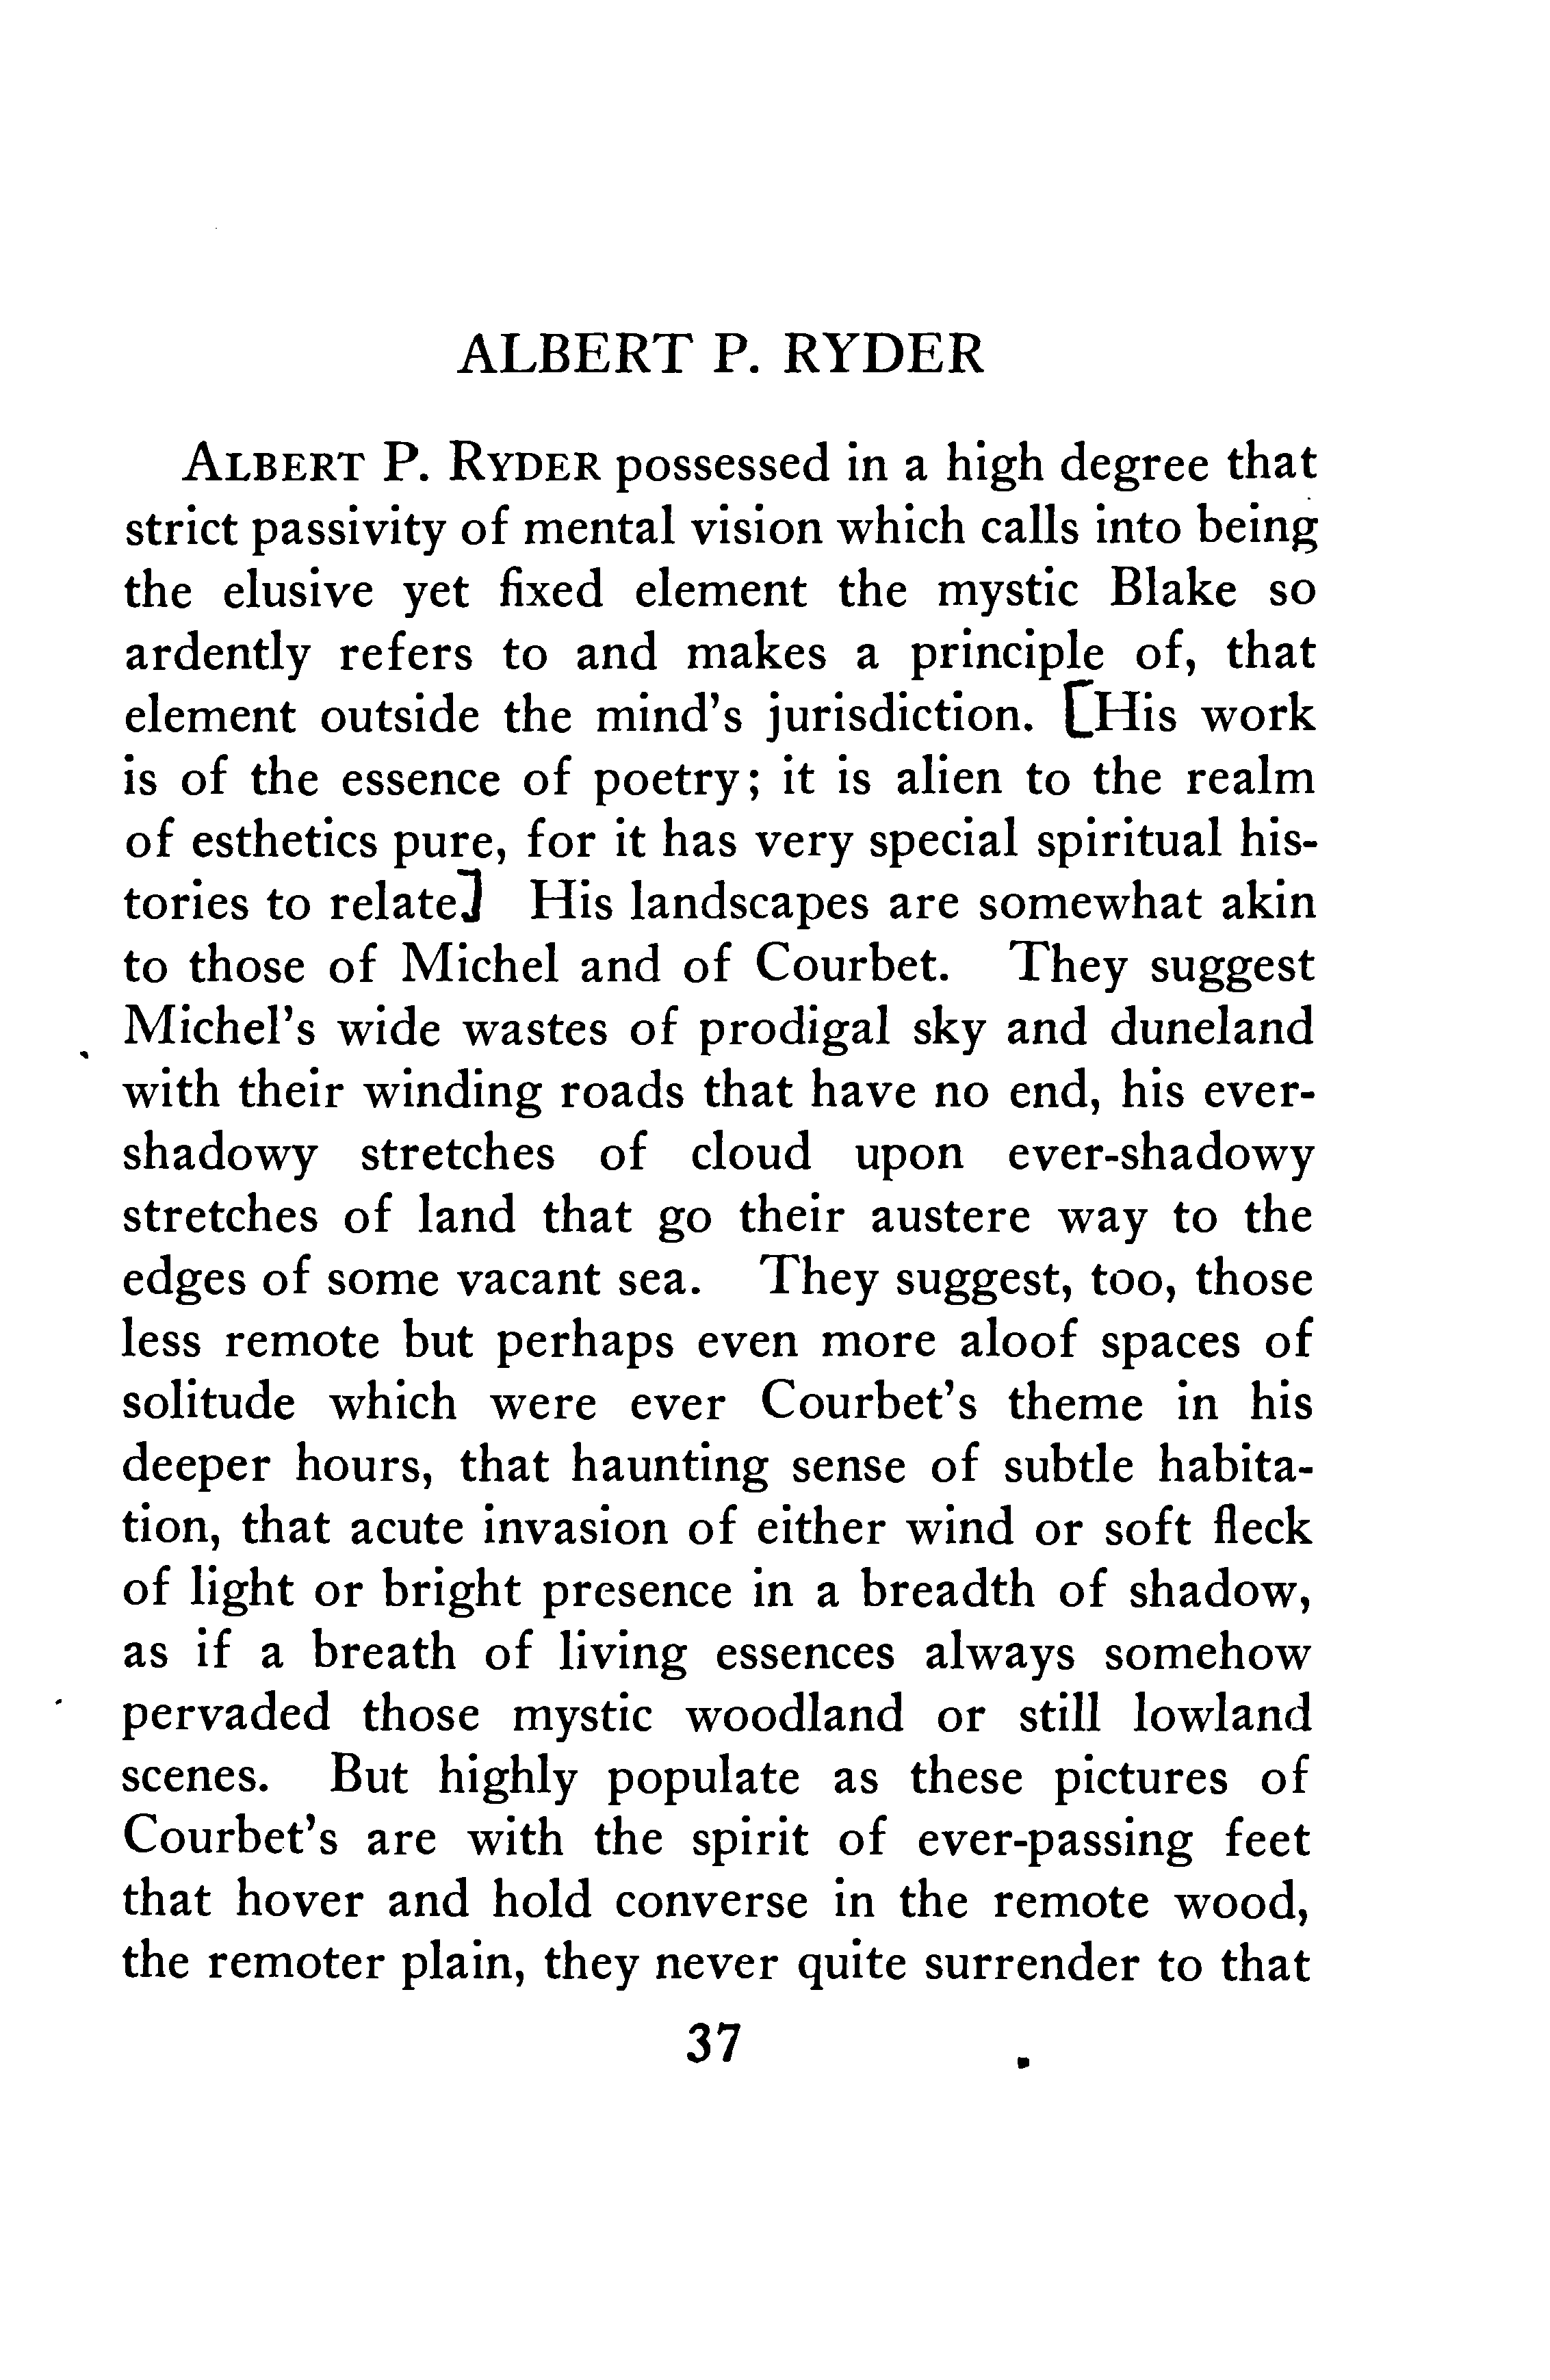 ALBERT P. RYDER
ALBERT P. RYDER possessed in a high degree that
strict passivity of mental vision which calls into being
the elusive yet fixed element the mystic Blake so
ardently refers to and makes a principle of, that
element outside the mind's jurisdiction. [His work
is of the essence of poetry; it is alien to the realm
of esthetics pure, for it has very special spiritual his-
tories to relate] His landscapes are somewhat akin
to those of Michel and of Courbet. They suggest
Michel's wide wastes of prodigal sky and duneland
with their winding roads that have no end, his ever-
shadowy stretches of cloud upon ever-shadowy
stretches of land that go their austere way to the
edges of some vacant sea. They suggest, too, those
less remote but perhaps even more aloof spaces of
solitude which were ever Courbet's theme in his
deeper hours, that haunting sense of subtle habita-
tion, that acute invasion of either wind or soft fleck
of light or bright presence in a breadth of shadow,
as if a breath of living essences always somehow
pervaded those mystic woodland or still lowland
scenes. But highly populate as these pictures of
Courbet's are with the spirit of ever-passing feet
that hover and hold converse in the remote wood,
the remoter plain, they never quite surrender to that
37